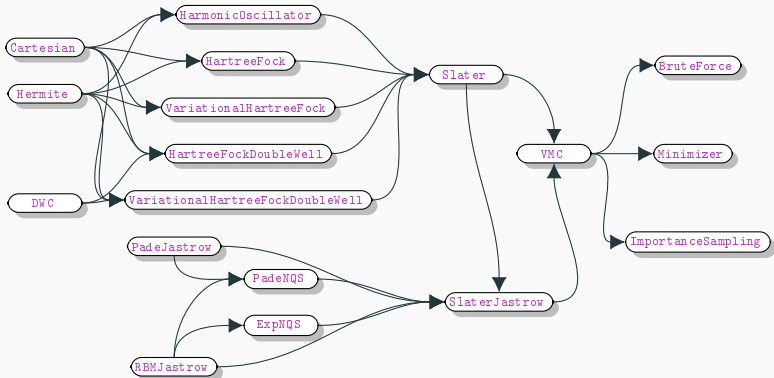 HarmonicOscillator
Cartesian
HartreeFock
Slater
BruteForce
Hermite
VariationalHartreeFock
HartreeFockDoubleWell
VMC
Minimizer
DWC
VariationalHartreeFockDoubleWell
PadeJastrow
ImportanceSampling
PadeNQS
SlaterJastrow
ExpNQS
RBMJastrow